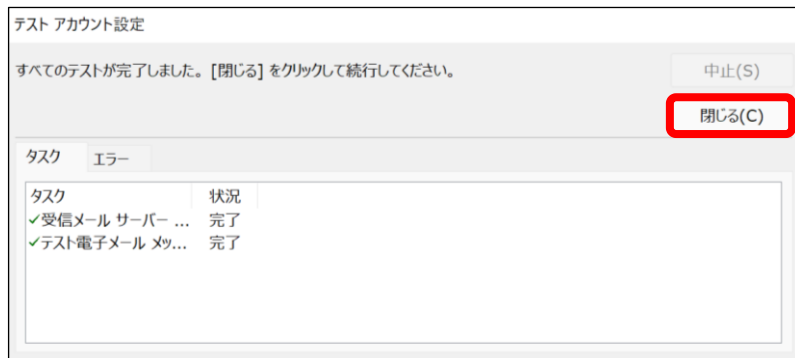 テスト アカウント設定
すべてのテストが完了しました。[閉じる] をクリックして続行してください。
中止(S)
閉じる(C)
タスク エラー
タスク 状況
✓受信メール サーバー ... 完了
✓テスト電子メール メッ... 完了